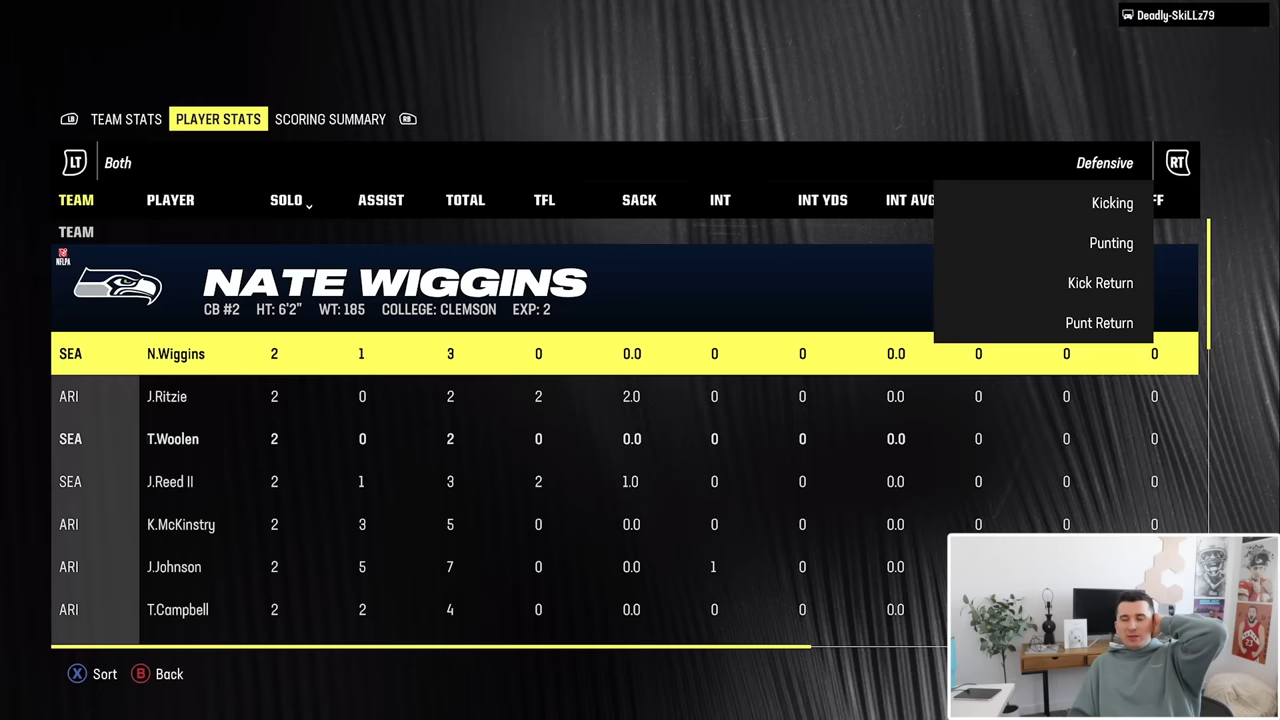 Deadly-SkiLLz79
LB TEAM STATS PLAYER STATS SCORING SUMMARY RB
LT Both Defensive RT
TEAM PLAYER SOLO ASSIST TOTAL TFL SACK INT INT YDS INT AVG FF
Kicking
Punting
Kick Return
Punt Return
TEAM
NFLPA
NATE WIGGINS
CB #2 HT: 6'2" WT: 185 COLLEGE: CLEMSON EXP: 2
SEA N.Wiggins 2 1 3 0 0.0 0 0 0.0 0 0 0
ARI J.Ritzie 2 0 2 2 2.0 0 0 0.0 0 0 0
SEA T.Woolen 2 0 2 0 0.0 0 0 0.0 0 0 0
SEA J.Reed II 2 1 3 2 1.0 0 0 0.0 0 0 0
ARI K.McKinstry 2 3 5 0 0.0 0 0 0.0 0 0 0
ARI J.Johnson 2 5 7 0 0.0 1 0 0.0
ARI T.Campbell 2 2 4 0 0.0 0 0 0.0
X Sort B Back